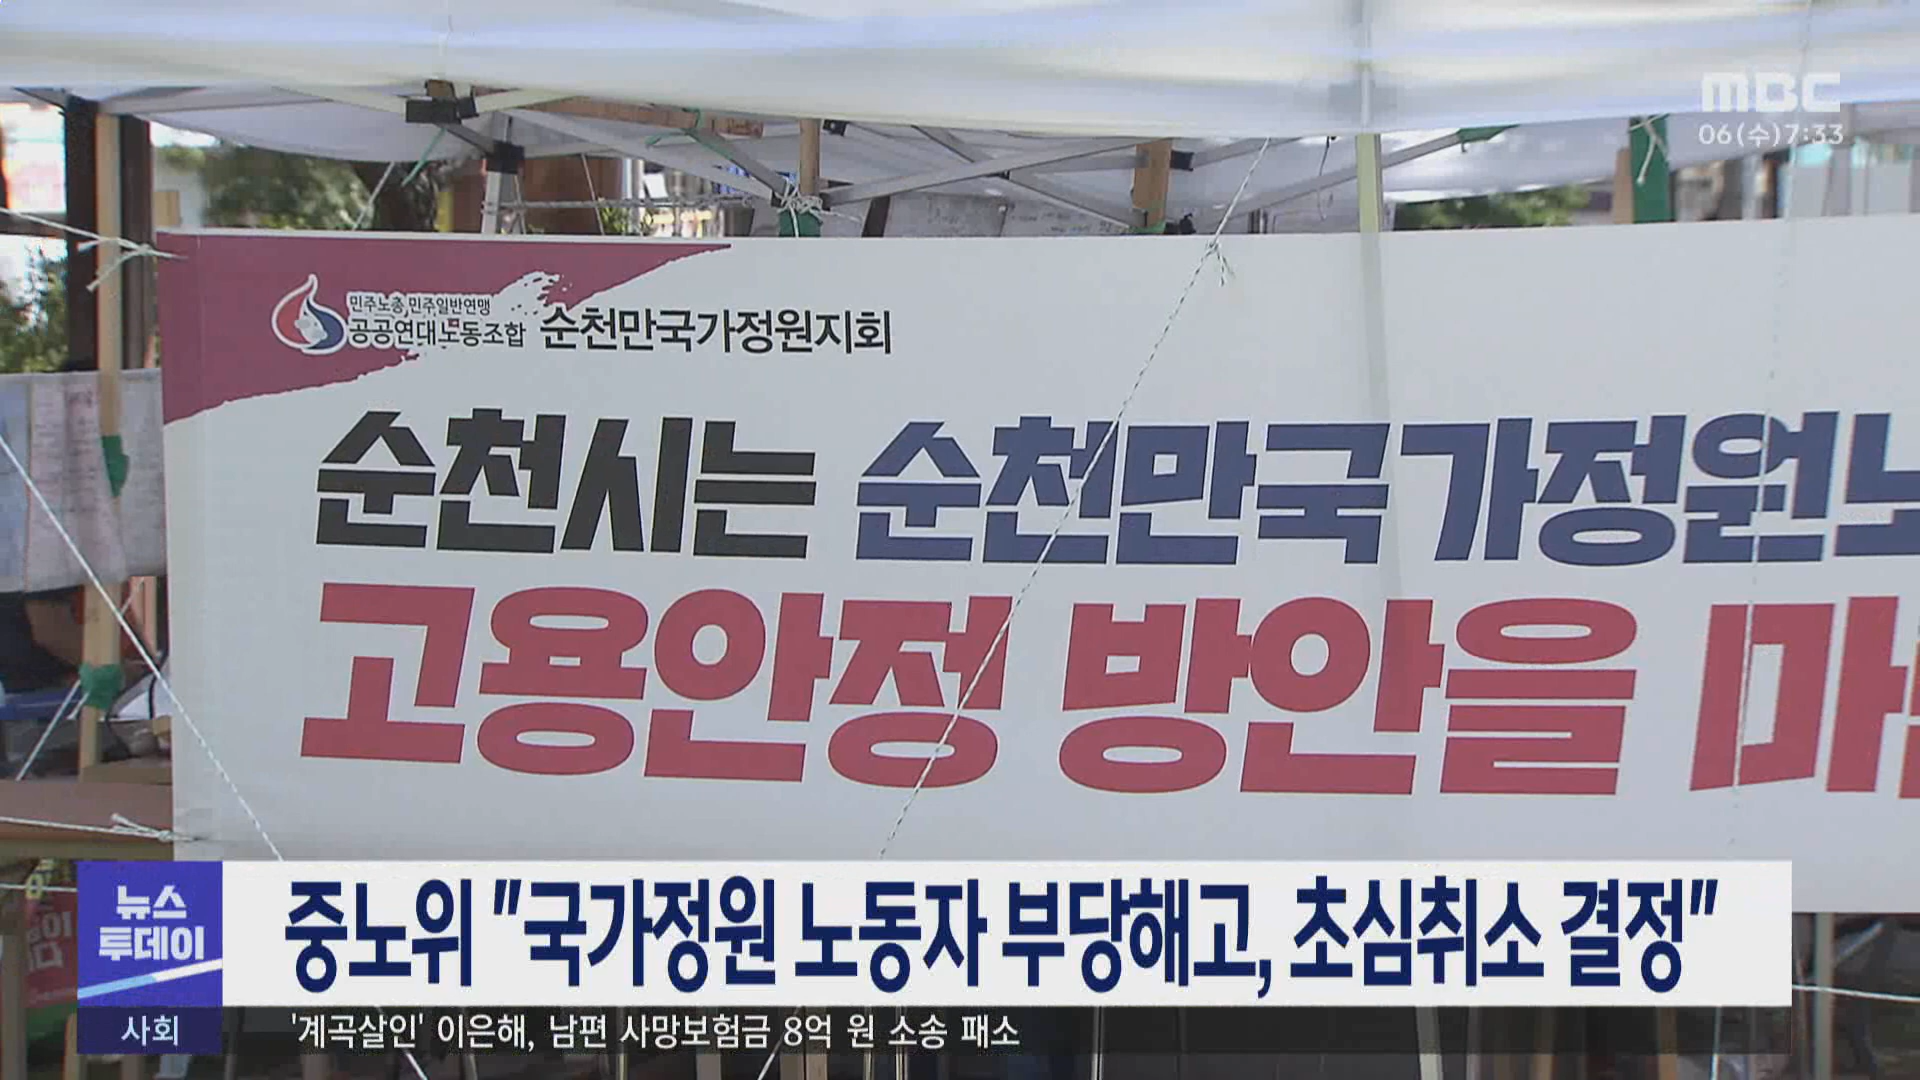 MBC
06(수)7:33
민주노총 민주일반연맹
공공연대노동조합 순천만국가정원지회
순천시는 순천만국가정원노
고용안정 방안을 마
뉴스
투데이
중노위 "국가정원 노동자 부당해고, 초심취소 결정"
사회
'계곡살인' 이은해, 남편 사망보험금 8억 원 소송 패소